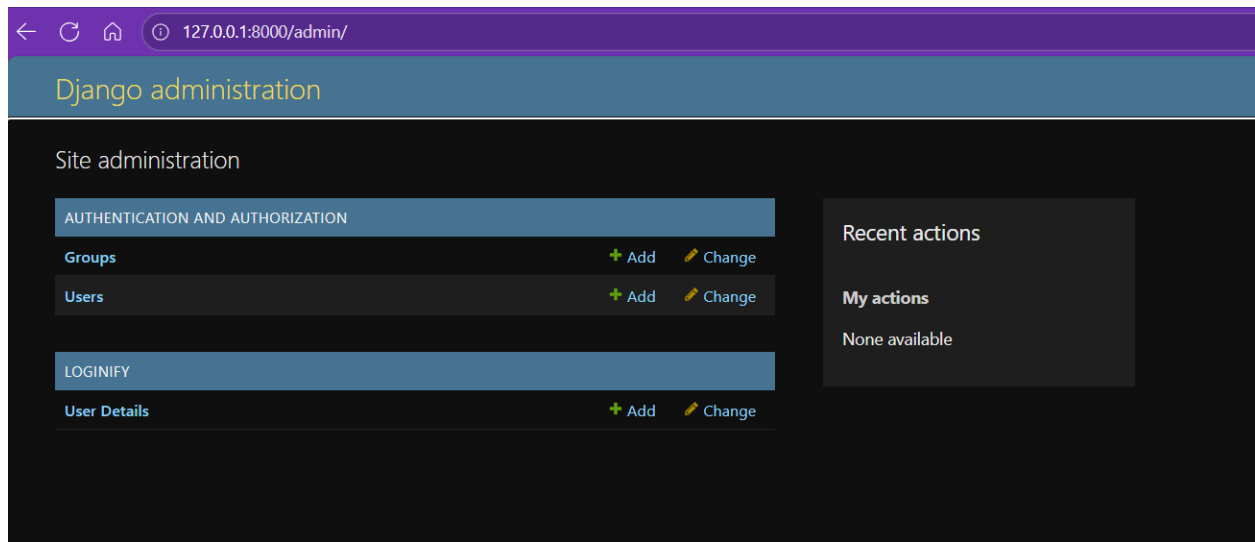 127.0.0.1:8000/admin/
Django administration
Site administration
AUTHENTICATION AND AUTHORIZATION
Groups Add Change
Users Add Change
LOGINIFY
User Details Add Change
Recent actions
My actions
None available